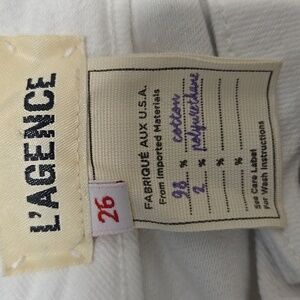 L'AGENCE
26
FABRIQUÉ AUX U.S.A.
From Imported Materials
98 % cotton
2 % polyurethane
%
%
See Care Label
For Wash Instructions